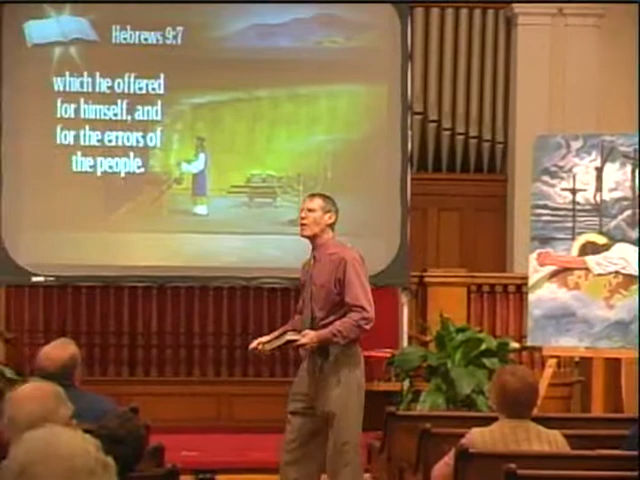 Hebrews 9:7
which he offered
for himself, and
for the errors of
the people.